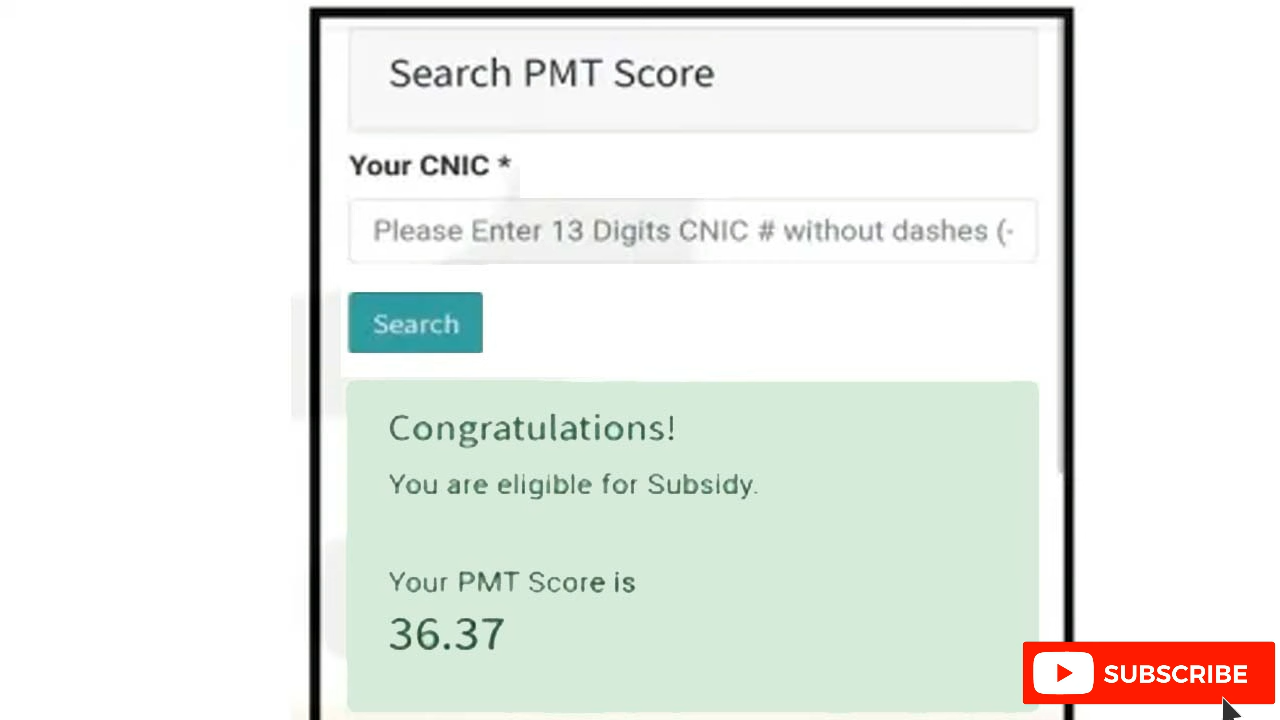 Search PMT Score
Your CNIC *
Please Enter 13 Digits CNIC # without dashes (-
Search
Congratulations!
You are eligible for Subsidy.
Your PMT Score is
36.37
SUBSCRIBE